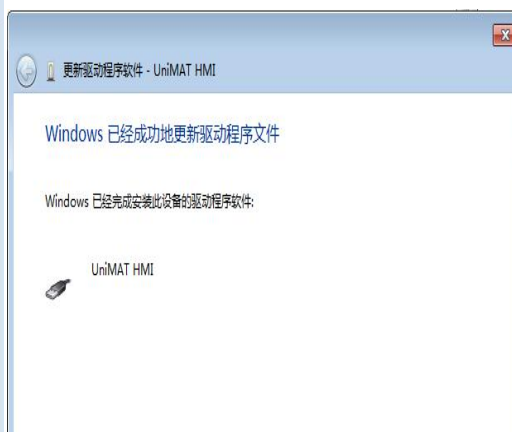 更新驱动程序软件 - UniMAT HMI
Windows 已经成功地更新驱动程序文件
Windows 已经完成安装此设备的驱动程序软件:
UniMAT HMI